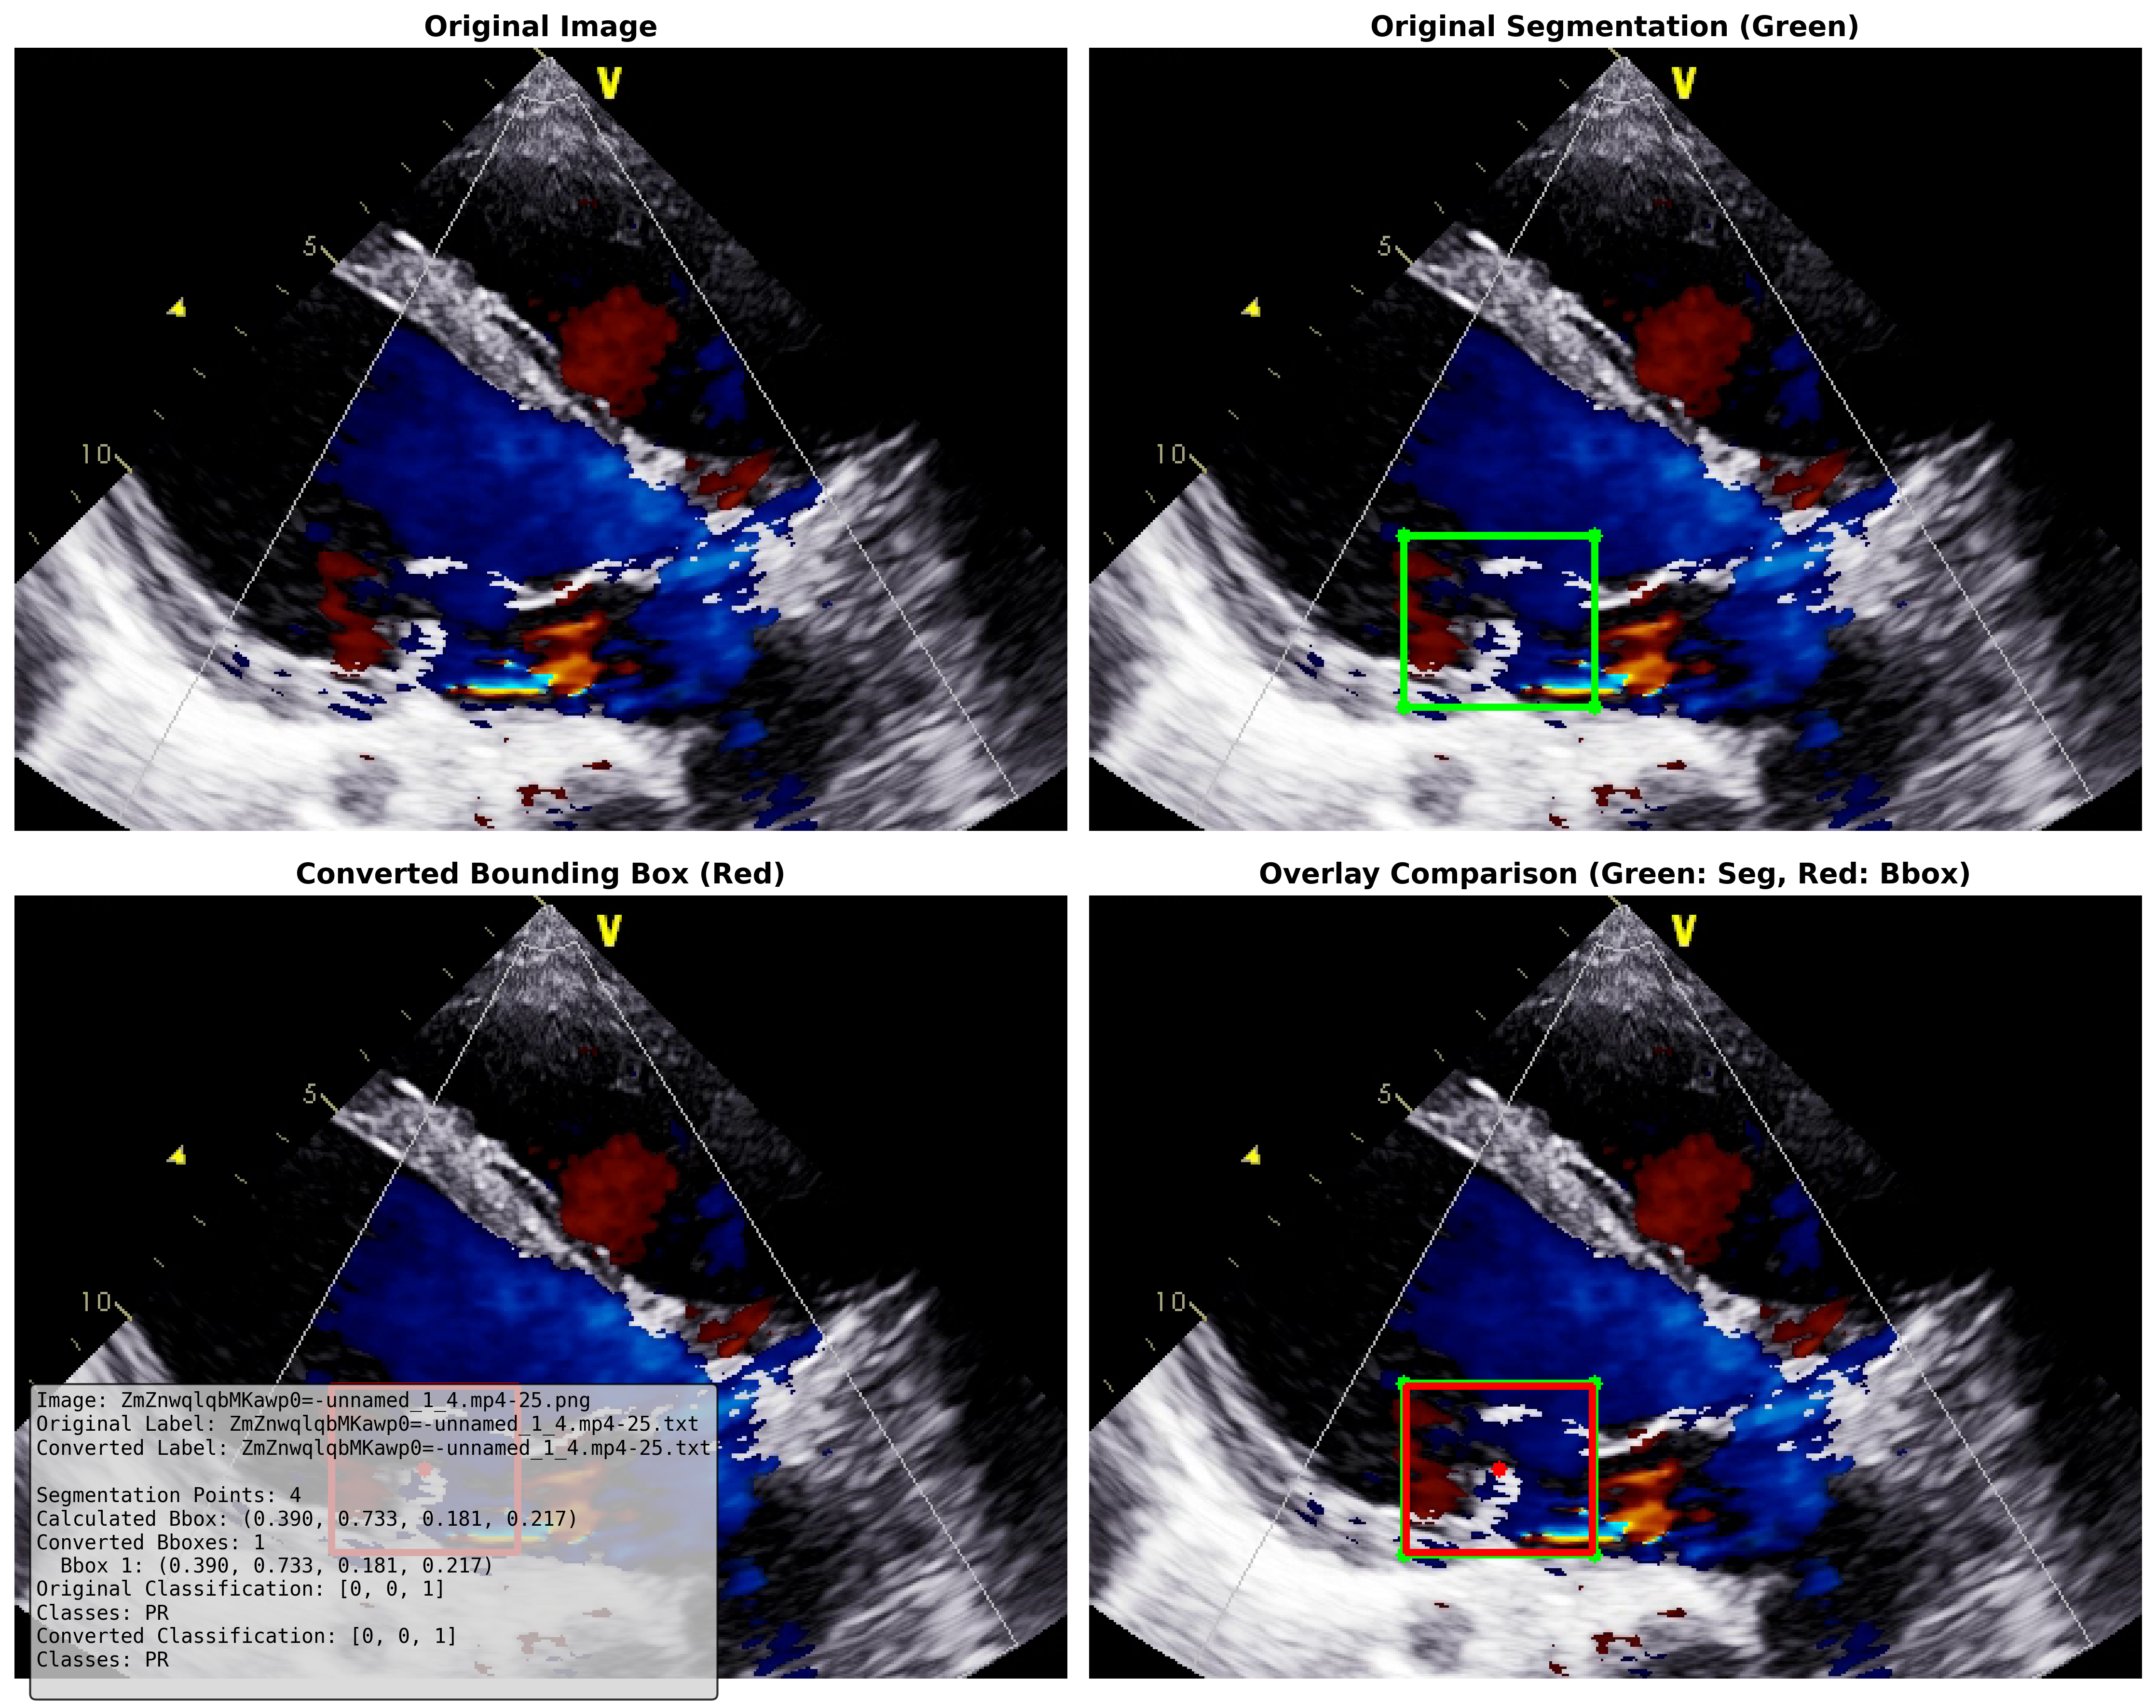 Original Image
Original Segmentation (Green)
V
5
10
V
5
10
Converted Bounding Box (Red)
Overlay Comparison (Green: Seg, Red: Bbox)
V
5
10
V
5
10
Image: ZmZnwqlqbMKawp0=-unnamed_1_4.mp4-25.png
Original Label: ZmZnwqlqbMKawp0=-unnamed_1_4.mp4-25.txt
Converted Label: ZmZnwqlqbMKawp0=-unnamed_1_4.mp4-25.txt
Segmentation Points: 4
Calculated Bbox: (0.390, 0.733, 0.181, 0.217)
Converted Bboxes: 1
Bbox 1: (0.390, 0.733, 0.181, 0.217)
Original Classification: [0, 0, 1]
Classes: PR
Converted Classification: [0, 0, 1]
Classes: PR